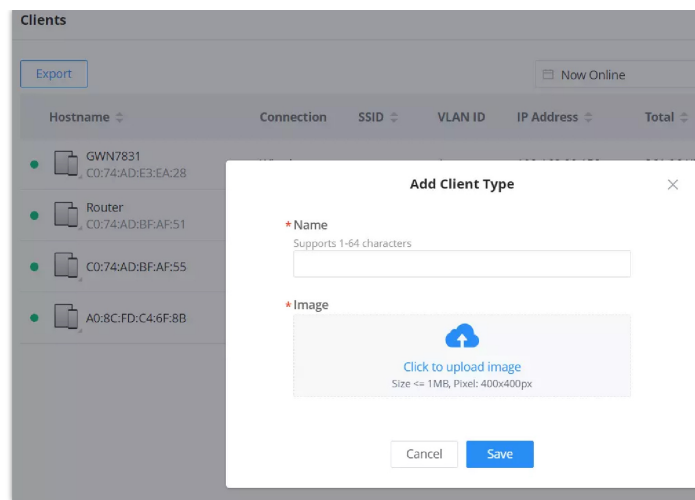 Clients
Export
Now Online
Hostname Connection SSID VLAN ID IP Address Total
GWN7831
C0:74:AD:E3:EA:28
Router
C0:74:AD:BF:AF:51
C0:74:AD:BF:AF:55
A0:8C:FD:C4:6F:8B
Add Client Type
* Name
Supports 1-64 characters
* Image
Click to upload image
Size <= 1MB, Pixel: 400x400px
Cancel Save